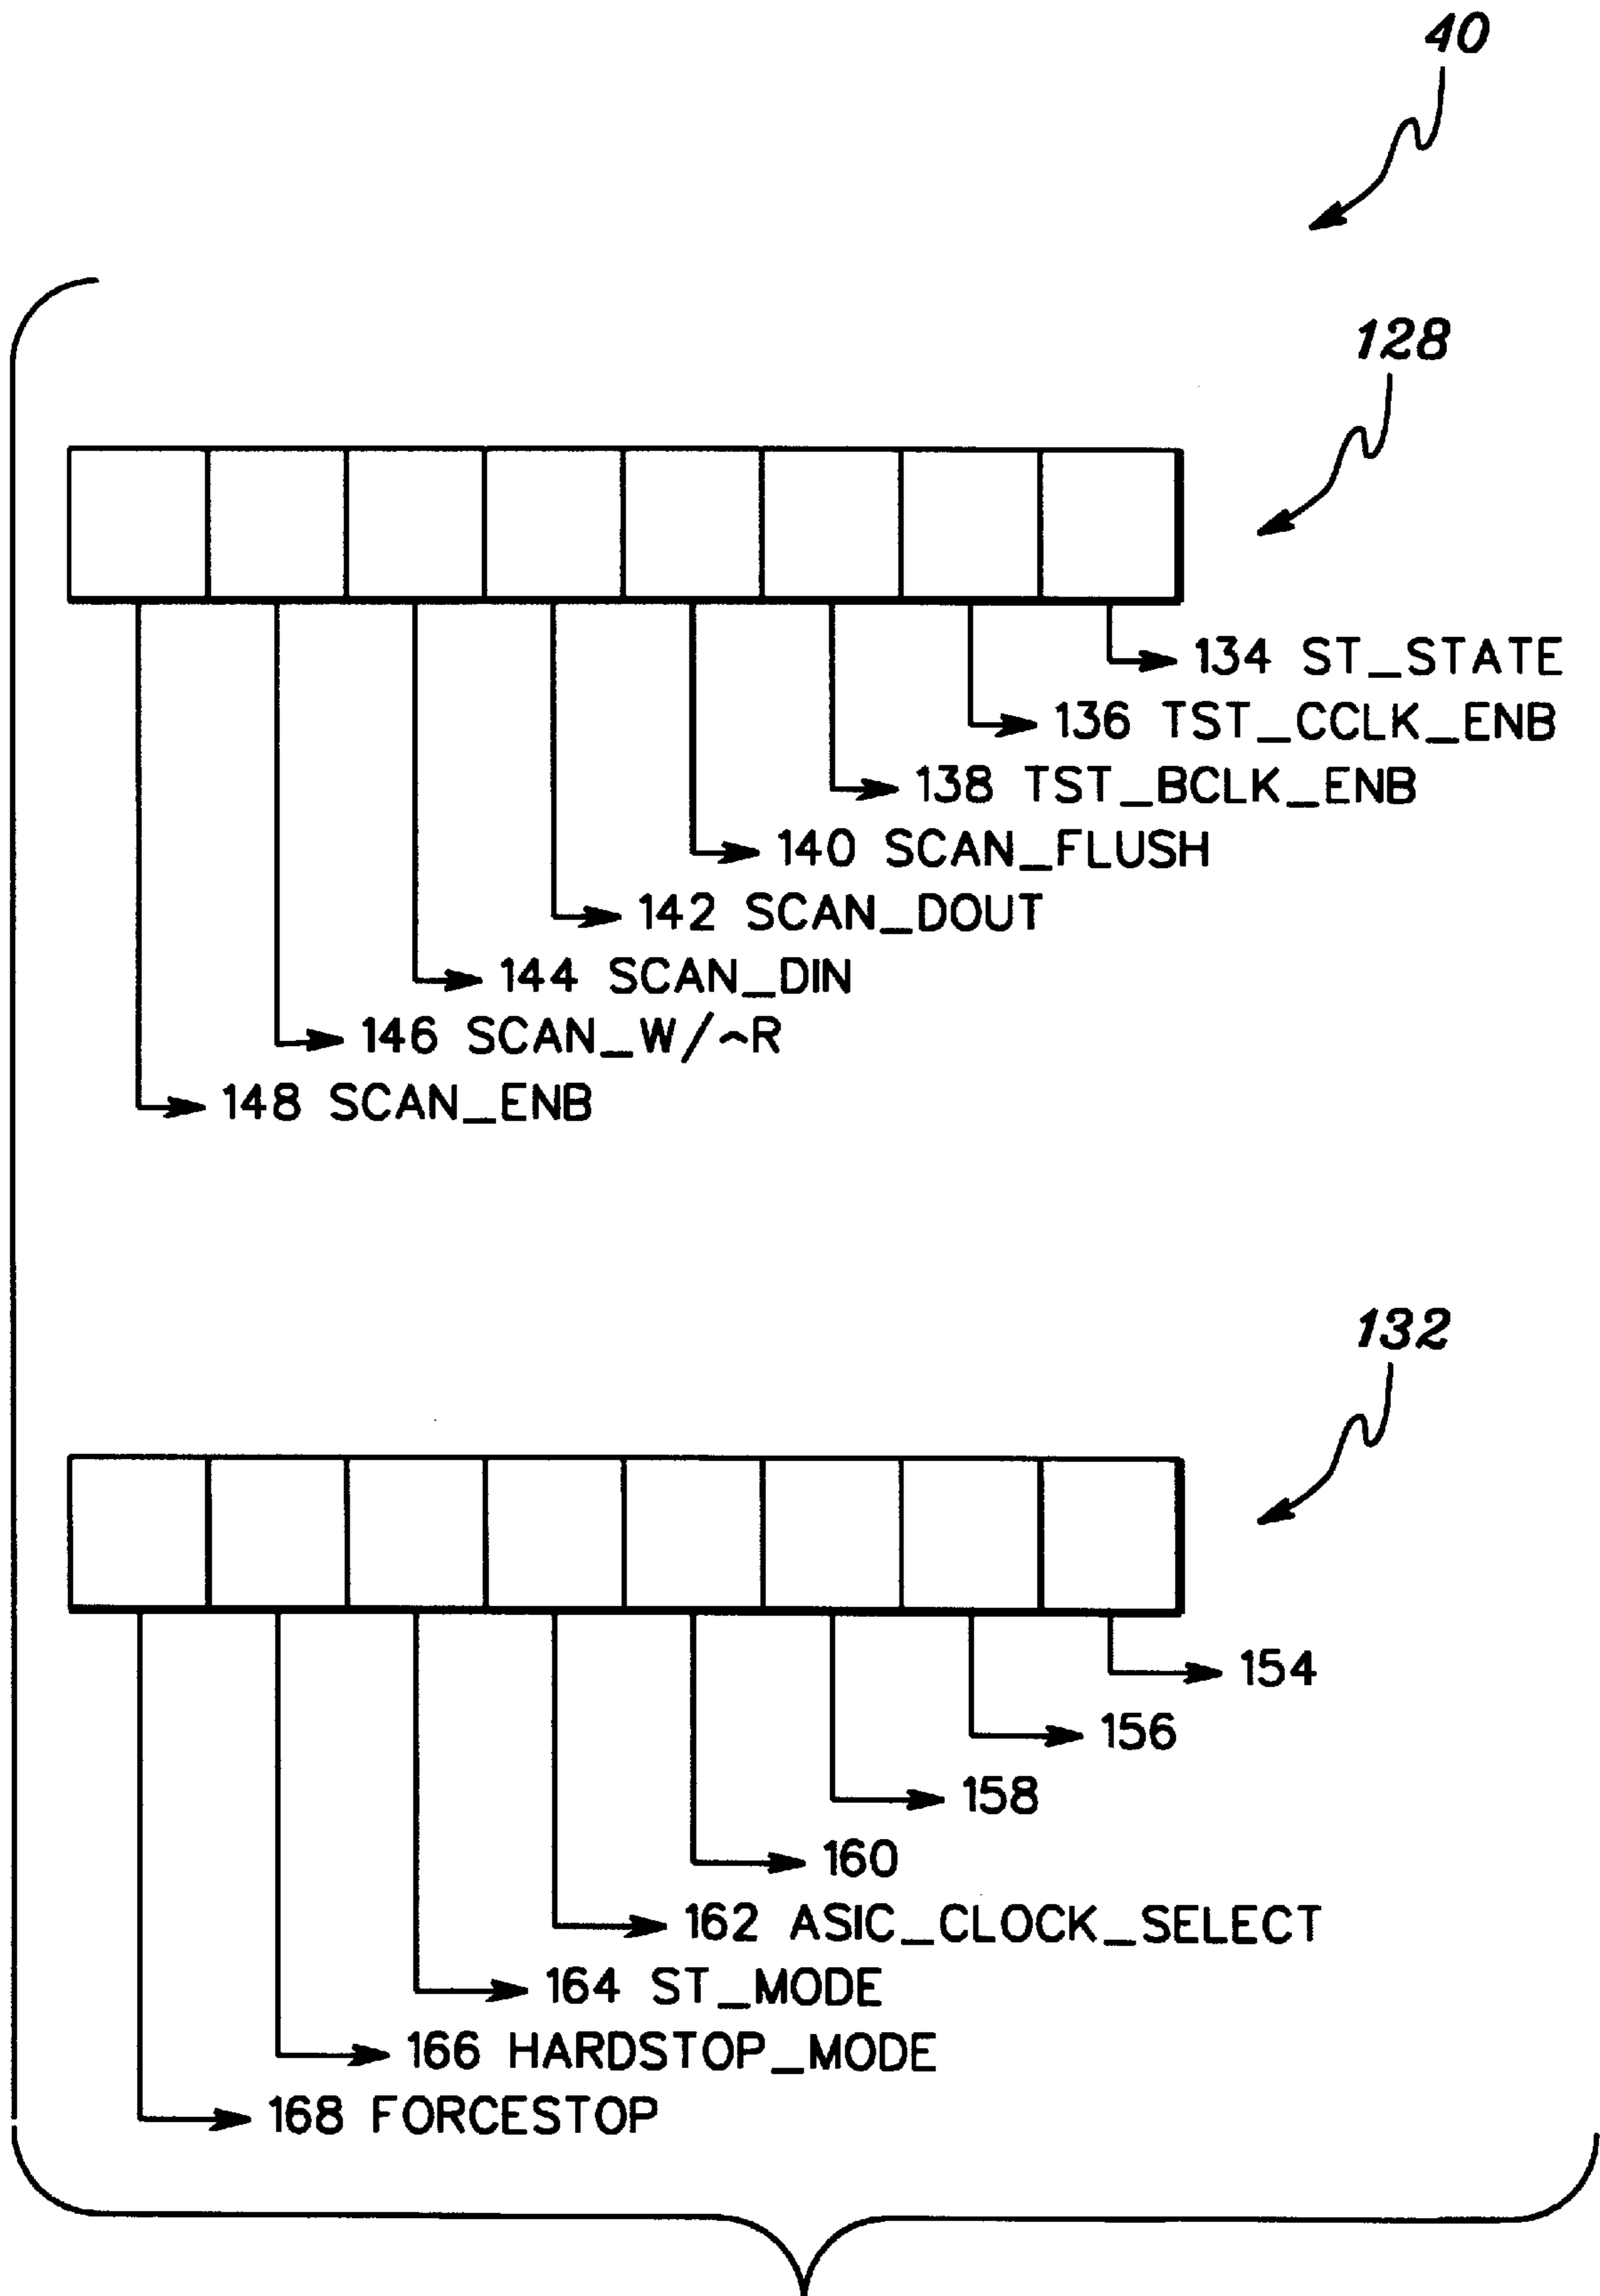 40
128
134 ST_STATE
136 TST_CCLK_ENB
138 TST_BCLK_ENB
140 SCAN_FLUSH
142 SCAN_DOUT
144 SCAN_DIN
146 SCAN_W/~R
148 SCAN_ENB
132
154
156
158
160
162 ASIC_CLOCK_SELECT
164 ST_MODE
166 HARDSTOP_MODE
168 FORCESTOP